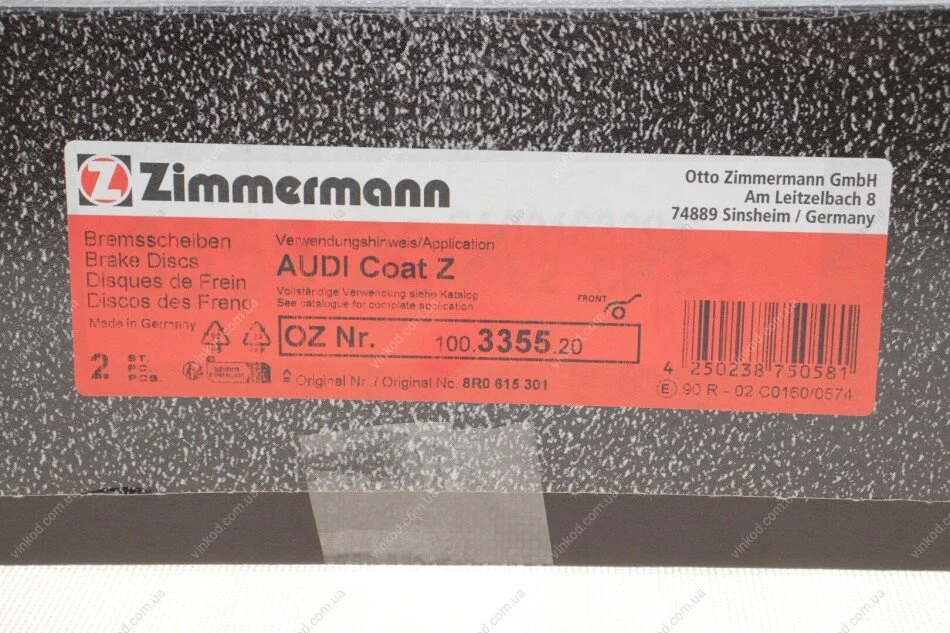 Z Zimmermann
Otto Zimmermann GmbH
Am Leitzelbach 8
74889 Sinsheim / Germany
Bremsscheiben
Brake Discs
Disques de Frein
Discos des Freno
Made in Germany
2 ST.
PC.
PCS.
Verwendungshinweis/Application
AUDI Coat Z
Vollständige Verwendung siehe Katalog
See catalogue for complete application
FRONT
OZ Nr. 100.3355.20
≙ Original Nr. / Original No. 8R0 615 301
4 250238 750581
E 90 R - 02 C0160/0574
vinkod.com.ua